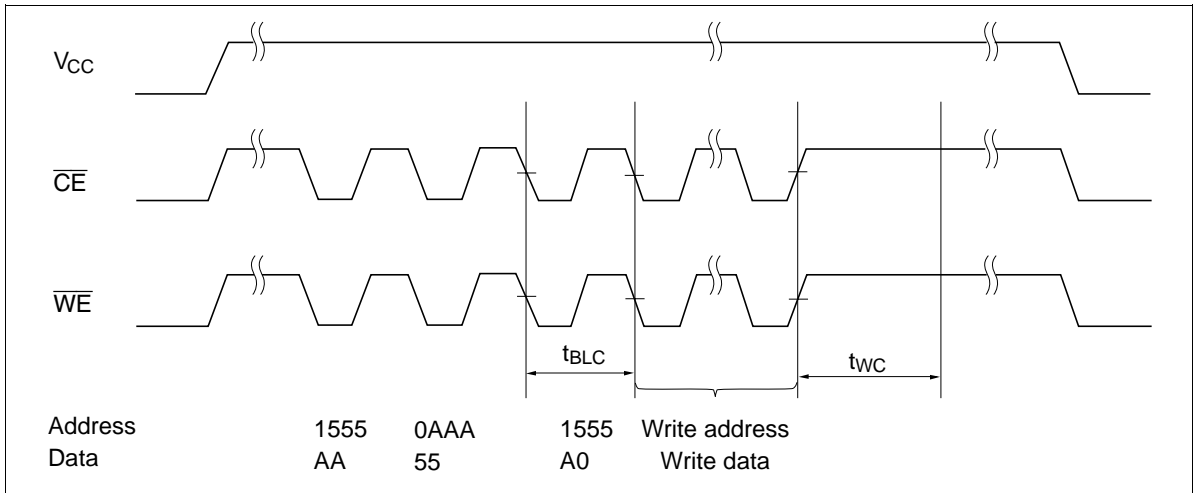 VCC
CE
WE
tBLC
tWC
Address 1555 0AAA 1555 Write address
Data AA 55 A0 Write data